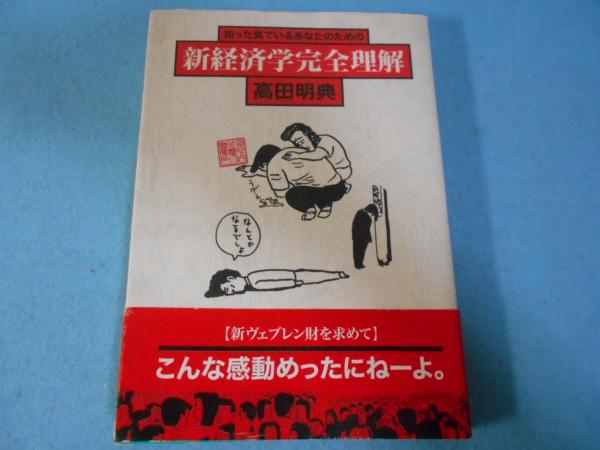 知った気でいるあなたのための
新経済学完全理解
高田明典
なんとか
なるでしょ
【新ヴェブレン財を求めて】
こんな感動めったにねーよ。